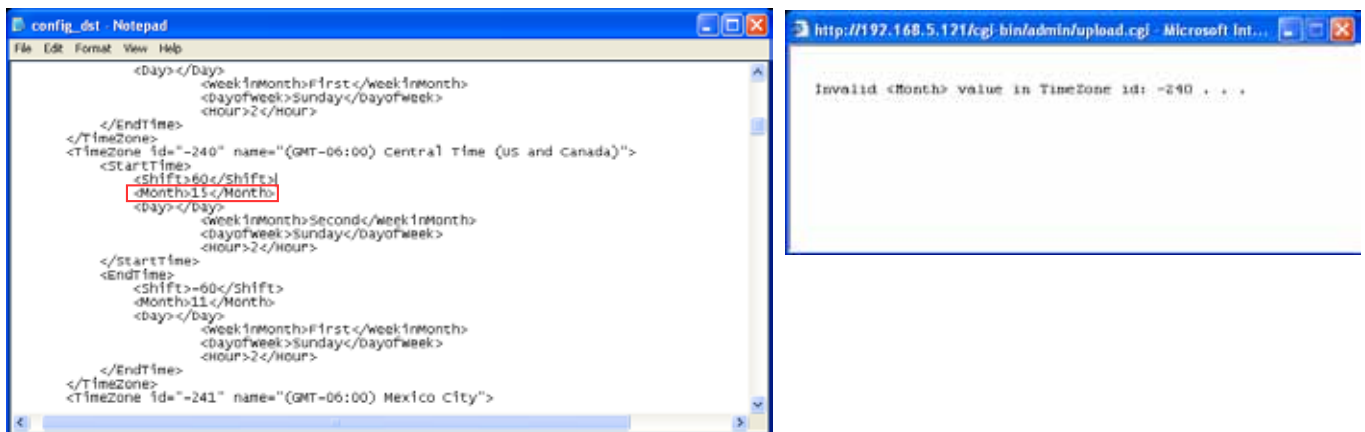 config_dst - Notepad
File Edit Format View Help
<Day></Day>
<WeekInMonth>First</WeekInMonth>
<DayofWeek>Sunday</DayofWeek>
<Hour>2</Hour>
</EndTime>
</TimeZone>
<TimeZone id="-240" name="(GMT-06:00) Central Time (US and Canada)">
<StartTime>
<Shift>60</Shift>
<Month>15</Month>
<Day></Day>
<WeekInMonth>Second</WeekInMonth>
<DayofWeek>Sunday</DayofWeek>
<Hour>2</Hour>
</StartTime>
<EndTime>
<Shift>-60</Shift>
<Month>11</Month>
<Day></Day>
<WeekInMonth>First</WeekInMonth>
<DayofWeek>Sunday</DayofWeek>
<Hour>2</Hour>
</EndTime>
</TimeZone>
<TimeZone id="-241" name="(GMT-06:00) Mexico City">
http://192.168.5.121/cgi-bin/admin/upload.cgi - Microsoft Int...
Invalid <Month> value in TimeZone id: -240 . . .